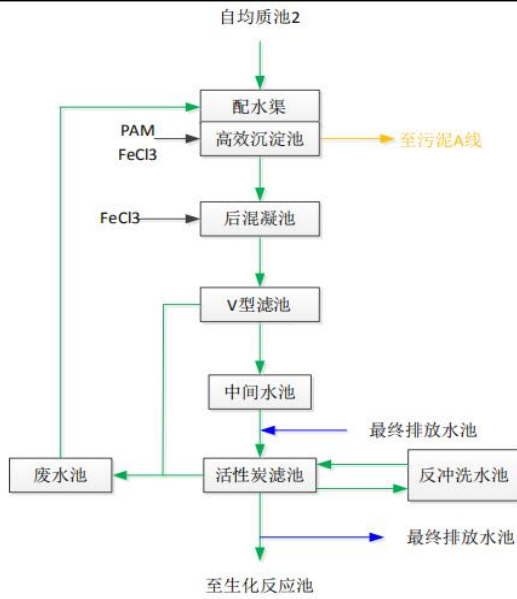 自均质池2
配水渠
PAM
FeCl3
高效沉淀池
至污泥A线
FeCl3
后混凝池
V型滤池
中间水池
最终排放水池
废水池
活性炭滤池
反冲洗水池
最终排放水池
至生化反应池